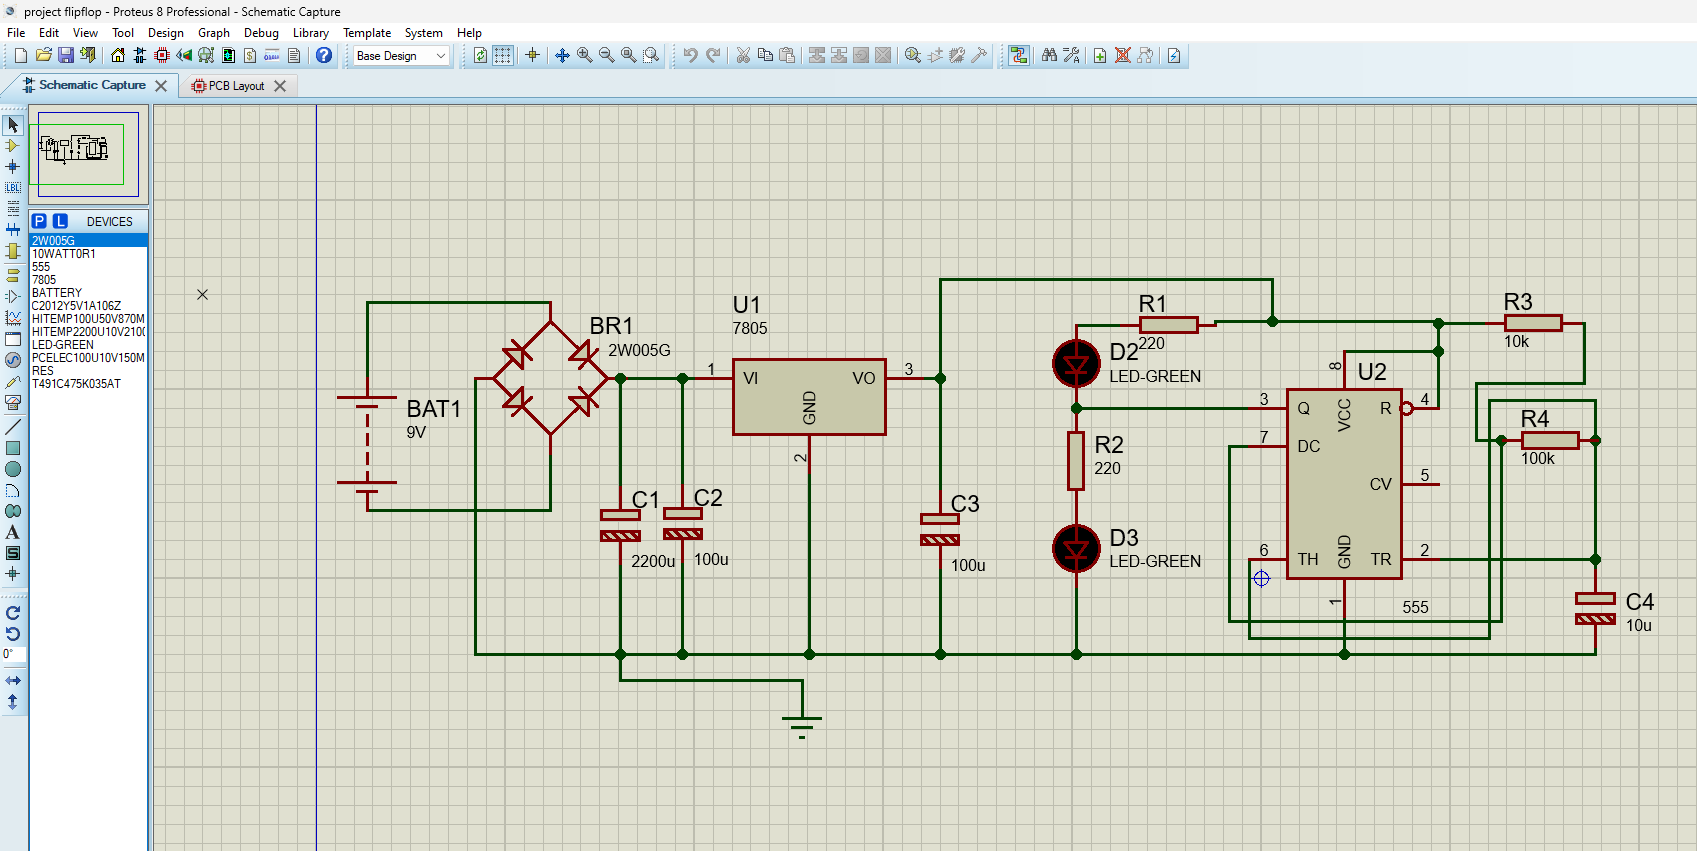 project flipflop - Proteus 8 Professional - Schematic Capture
File Edit View Tool Design Graph Debug Library Template System Help
Base Design
Schematic Capture
PCB Layout
P L DEVICES
2W005G
10WATT0R1
555
7805
BATTERY
C2012Y5V1A106Z
HITEMP100U50V870M
HITEMP2200U10V210(
LED-GREEN
PCELEC100U10V150M
RES
T491C475K035AT
LBL
A
S
0°
BAT1
9V
BR1
2W005G
U1
7805
1
VI
VO
3
GND
2
C1
2200u
C2
100u
C3
100u
R1
220
D2
LED-GREEN
R2
220
D3
LED-GREEN
U2
555
8
VCC
3
Q
R
4
7
DC
CV
5
6
TH
GND
TR
2
1
R3
10k
R4
100k
C4
10u